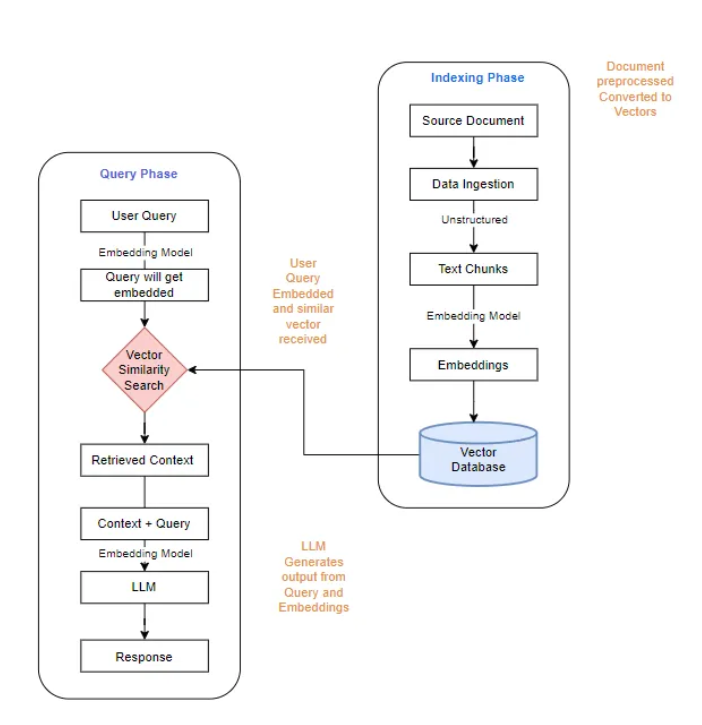 Indexing Phase
Source Document
Data Ingestion
Unstructured
Text Chunks
Embedding Model
Embeddings
Vector
Database
Document
preprocessed
Converted to
Vectors
Query Phase
User Query
Embedding Model
Query will get
embedded
Vector
Similarity
Search
Retrieved Context
Context + Query
Embedding Model
LLM
Response
User
Query
Embedded
and similar
vector
received
LLM
Generates
output from
Query and
Embeddings